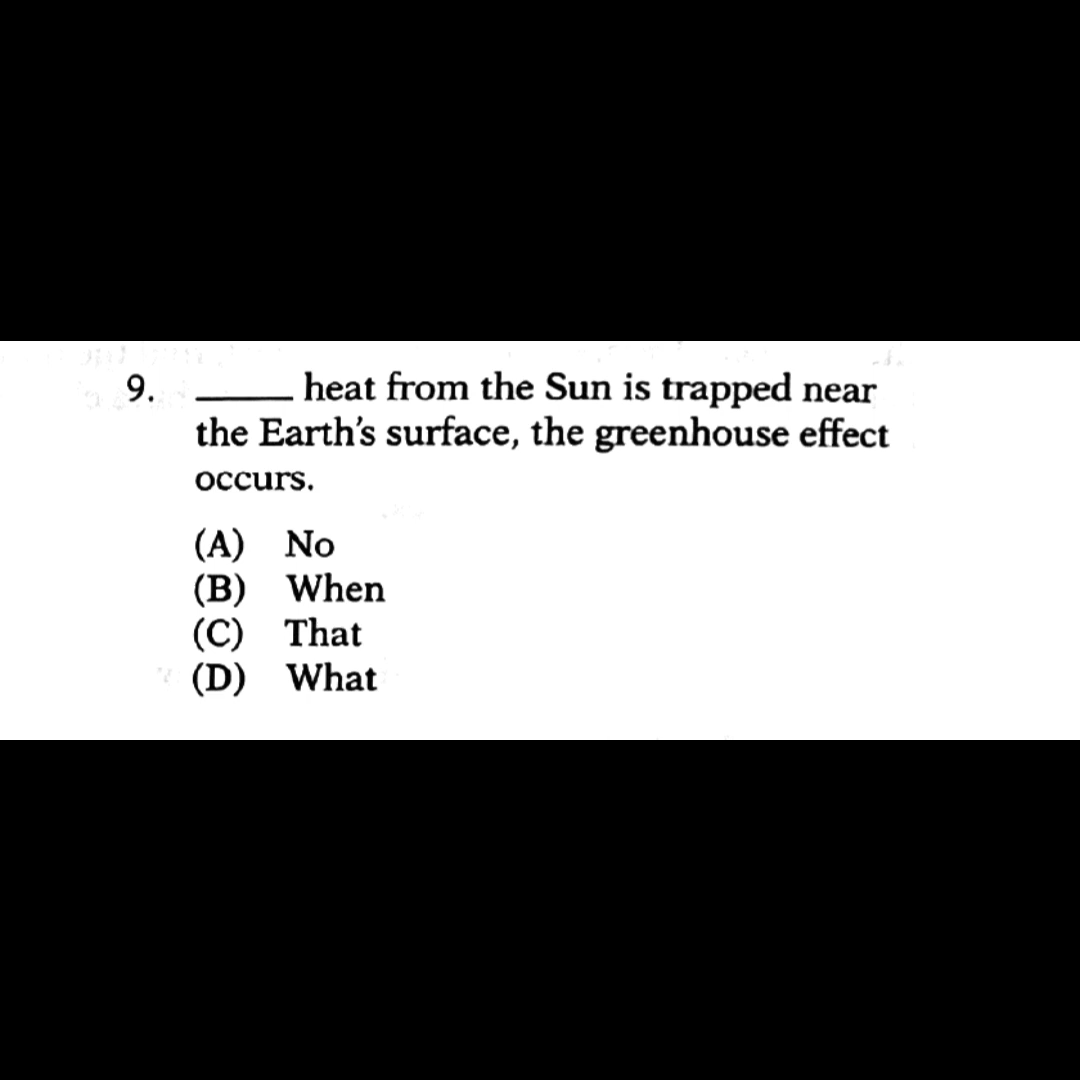 9. _____ heat from the Sun is trapped near
the Earth's surface, the greenhouse effect
occurs.
(A) No
(B) When
(C) That
(D) What